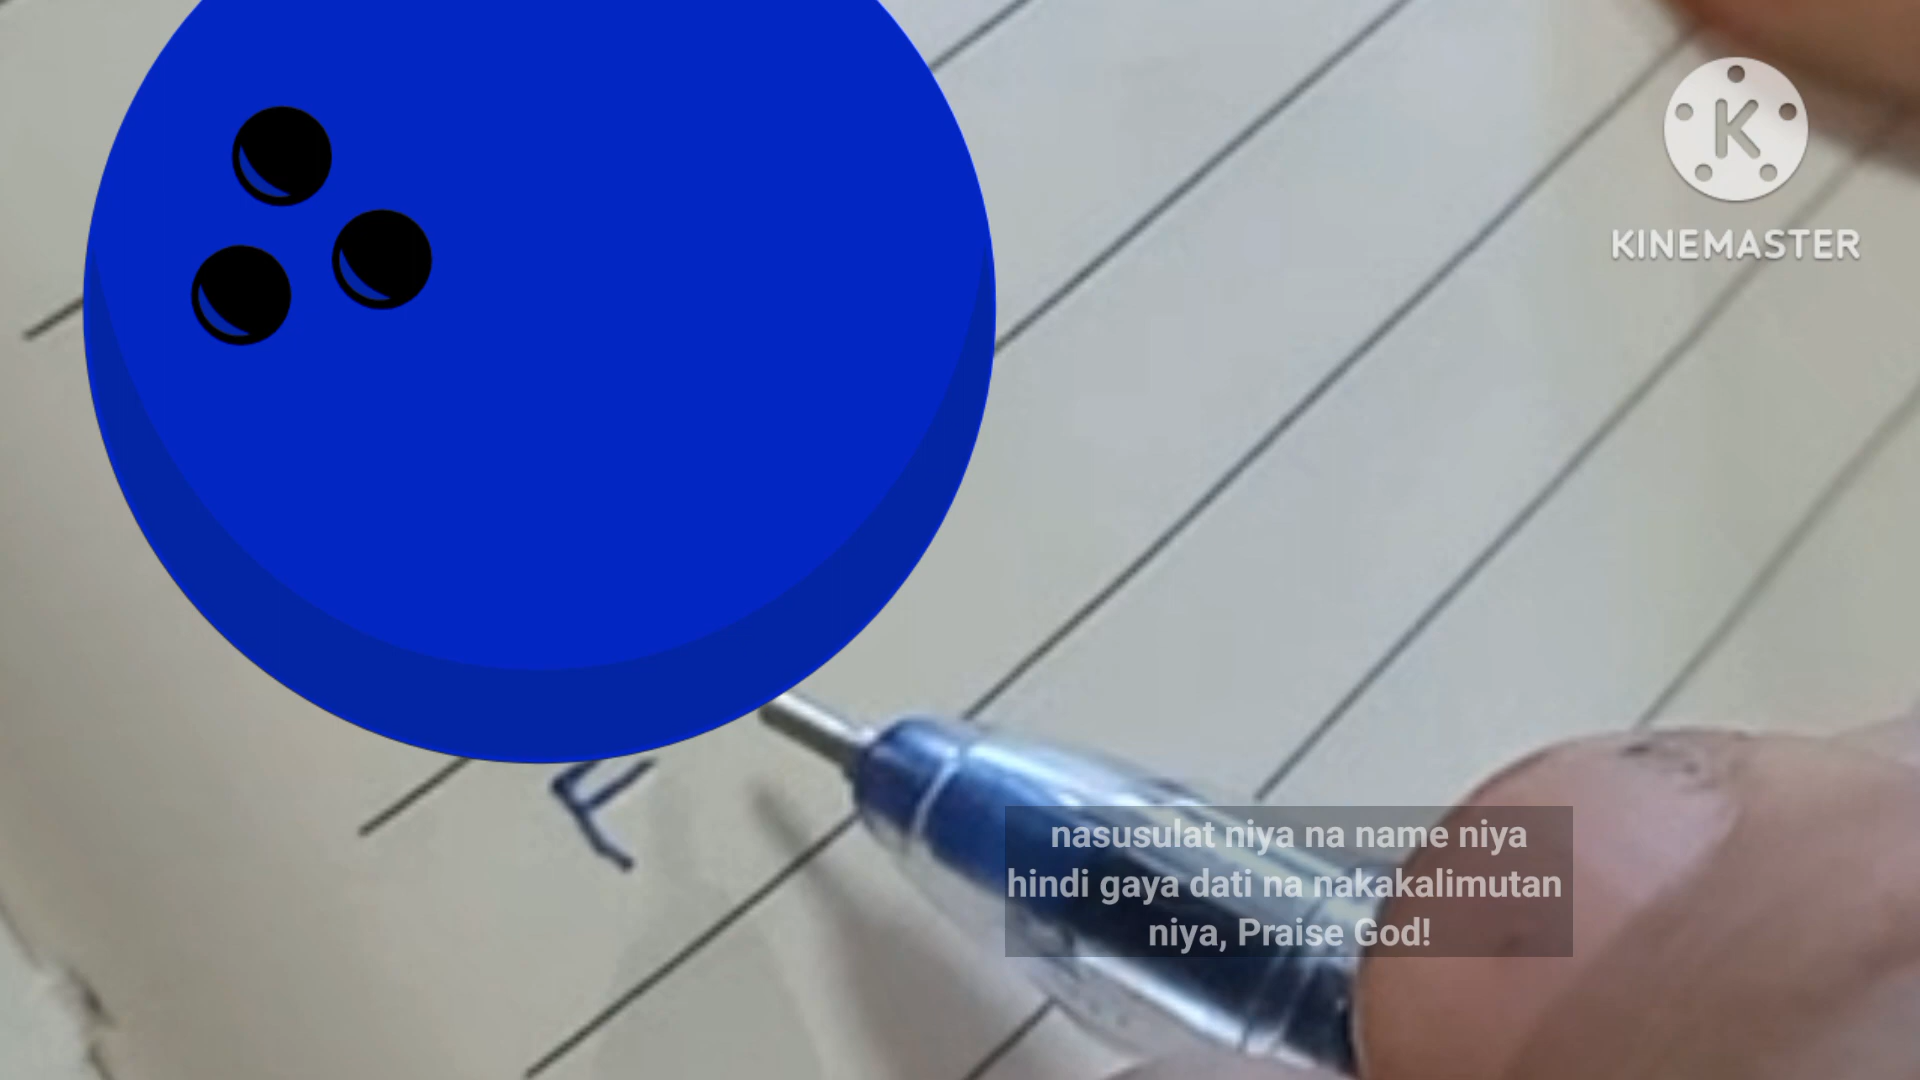 K
KINEMASTER
nasusulat niya na name niya
hindi gaya dati na nakakalimutan
niya, Praise God!